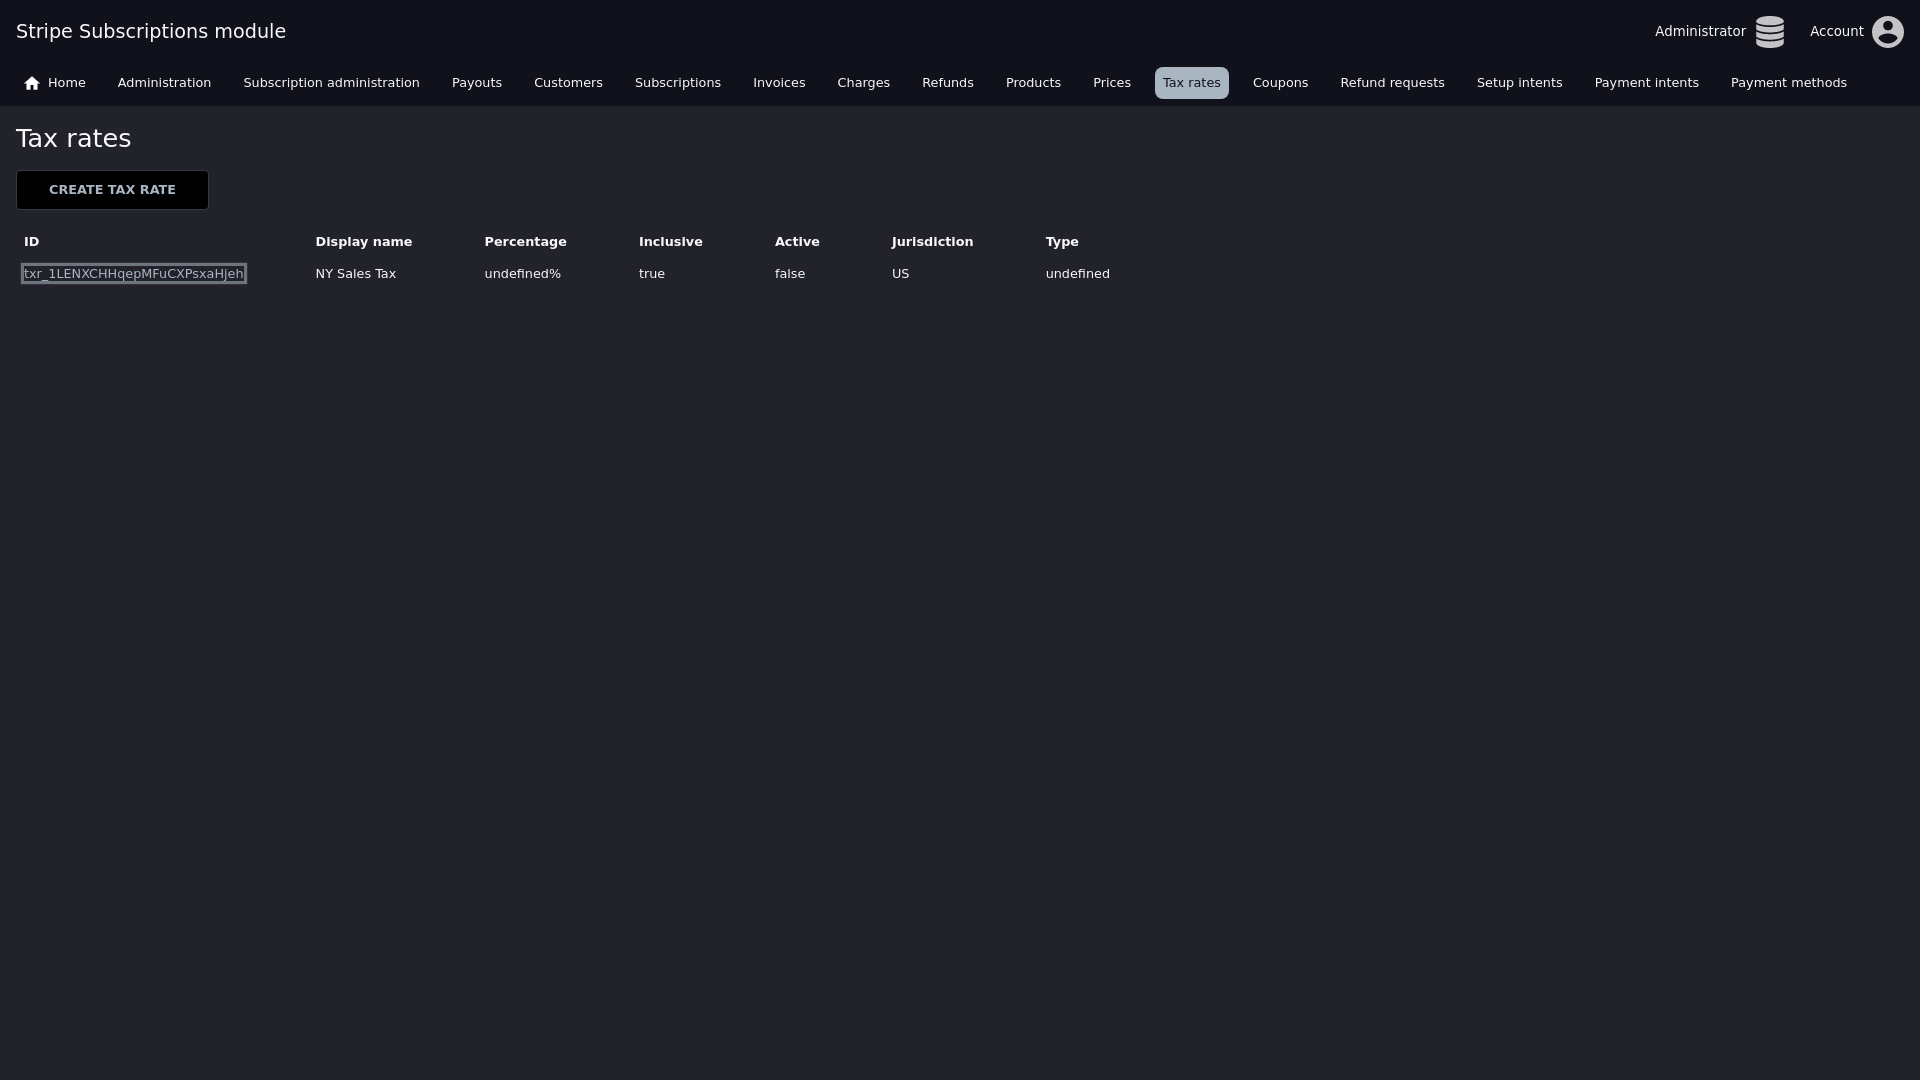 Stripe Subscriptions module
Administrator
Account
Home Administration Subscription administration Payouts Customers Subscriptions Invoices Charges Refunds Products Prices Tax rates Coupons Refund requests Setup intents Payment intents Payment methods
Tax rates
CREATE TAX RATE
ID Display name Percentage Inclusive Active Jurisdiction Type
txr_1LENXCHHqepMFuCXPsxaHjeh NY Sales Tax undefined% true false US undefined